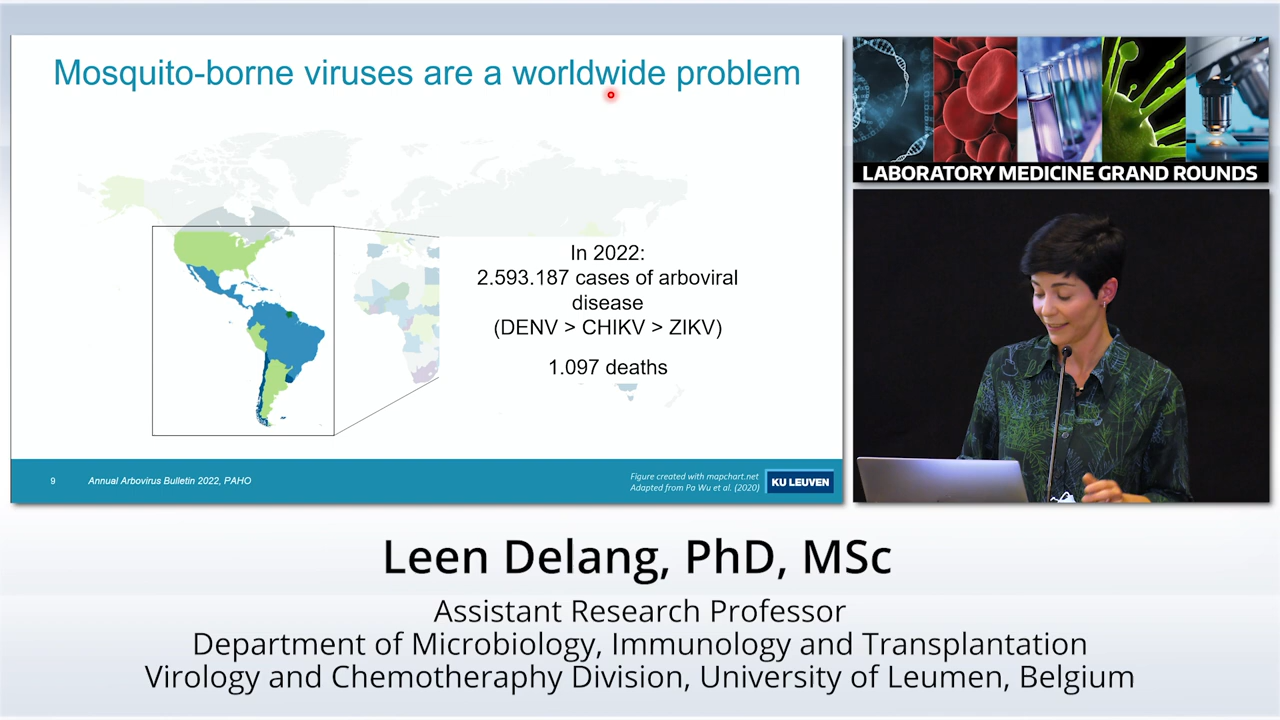 Mosquito-borne viruses are a worldwide problem
In 2022:
2.593.187 cases of arboviral
disease
(DENV > CHIKV > ZIKV)
1.097 deaths
9
Annual Arbovirus Bulletin 2022, PAHO
Figure created with mapchart.net
Adapted from Pa Wu et al. (2020)
KU LEUVEN
LABORATORY MEDICINE GRAND ROUNDS
Leen Delang, PhD, MSc
Assistant Research Professor
Department of Microbiology, Immunology and Transplantation
Virology and Chemotheraphy Division, University of Leumen, Belgium